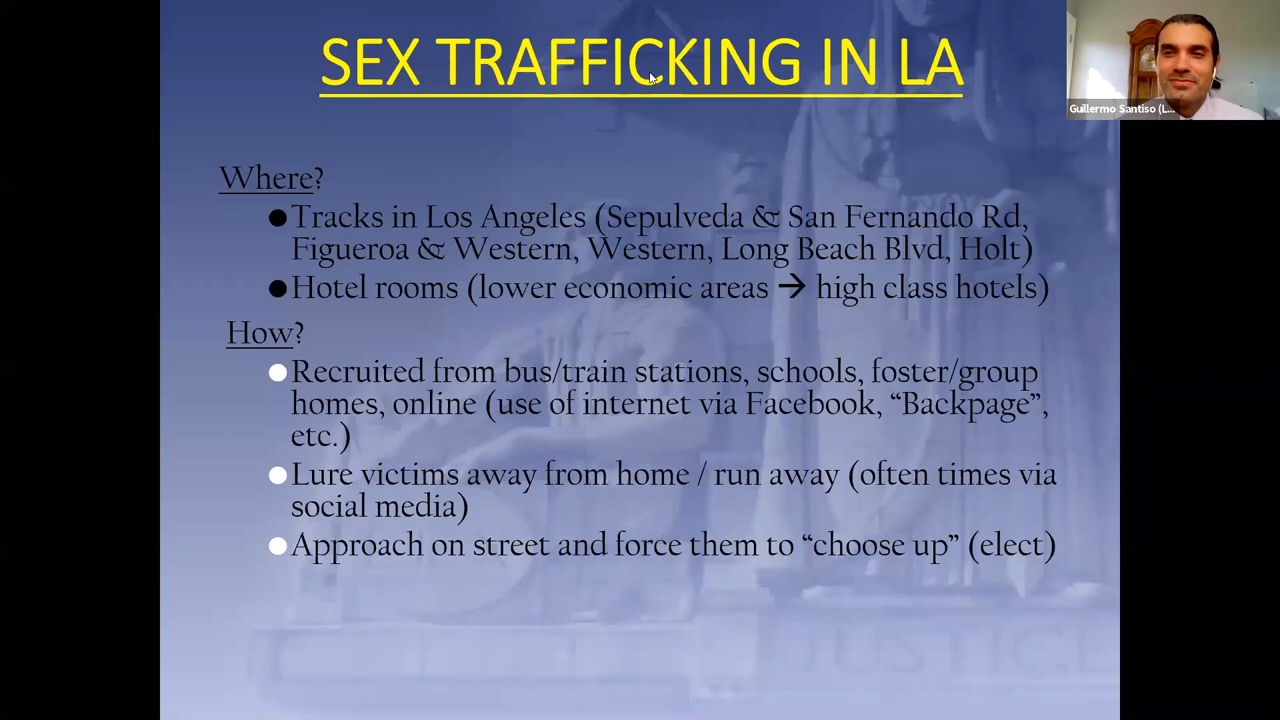 SEX TRAFFICKING IN LA
Guillermo Santiso (L...
Where?
●Tracks in Los Angeles (Sepulveda & San Fernando Rd,
Figueroa & Western, Western, Long Beach Blvd, Holt)
●Hotel rooms (lower economic areas → high class hotels)
How?
●Recruited from bus/train stations, schools, foster/group
homes, online (use of internet via Facebook, “Backpage”,
etc.)
●Lure victims away from home / run away (often times via
social media)
●Approach on street and force them to “choose up” (elect)
JUSTICE